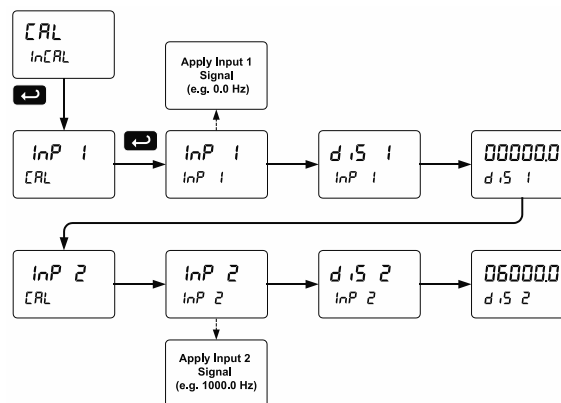 CAL
InCAL
Apply Input 1
Signal
(e.g. 0.0 Hz)
InP 1
CAL
InP 1
InP 1
diS 1
InP 1
00000.0
diS 1
InP 2
CAL
InP 2
InP 2
diS 2
InP 2
06000.0
diS 2
Apply Input 2
Signal
(e.g. 1000.0 Hz)